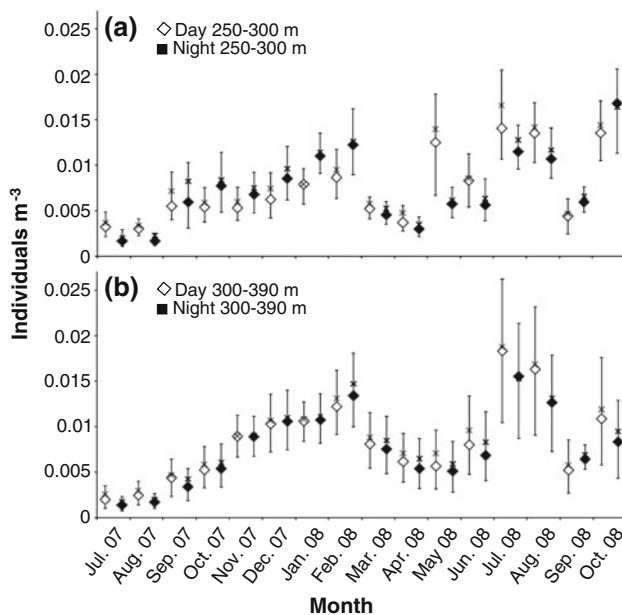 (a)
Day 250-300 m
Night 250-300 m
0.025
0.02
0.015
0.01
0.005
0
Individuals m-3
(b)
Day 300-390 m
Night 300-390 m
0.025
0.02
0.015
0.01
0.005
0
Jul. 07
Aug. 07
Sep. 07
Oct. 07
Nov. 07
Dec. 07
Jan. 08
Feb. 08
Mar. 08
Apr. 08
May 08
Jun. 08
Jul. 08
Aug. 08
Sep. 08
Oct. 08
Month